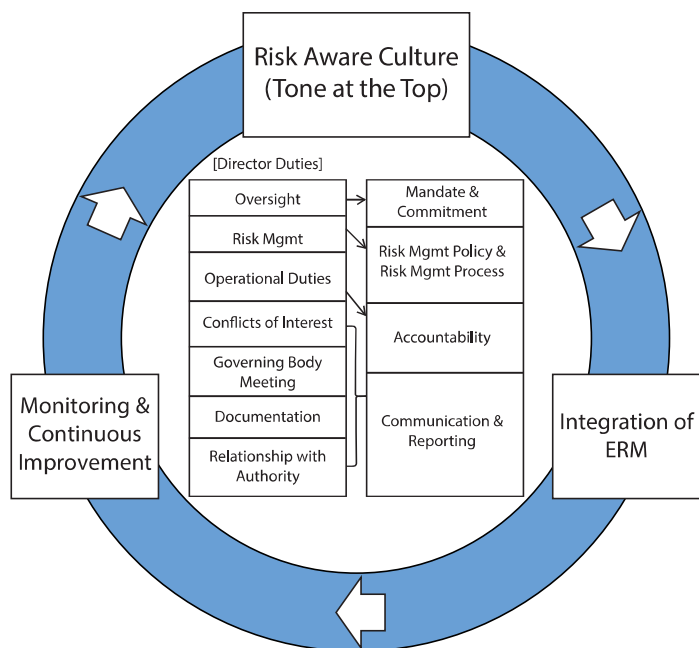 Risk Aware Culture
(Tone at the Top)
[Director Duties]
Oversight
Risk Mgmt
Operational Duties
Conflicts of Interest
Governing Body
Meeting
Documentation
Relationship with
Authority
Mandate &
Commitment
Risk Mgmt Policy &
Risk Mgmt Process
Accountability
Communication &
Reporting
Monitoring &
Continuous
Improvement
Integration of
ERM